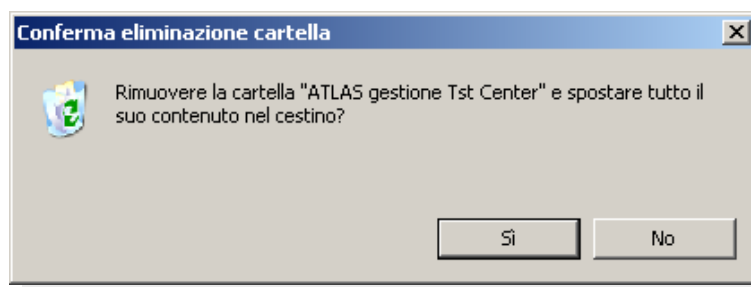 Conferma eliminazione cartella
Rimuovere la cartella "ATLAS gestione Tst Center" e spostare tutto il
suo contenuto nel cestino?
Sì
No